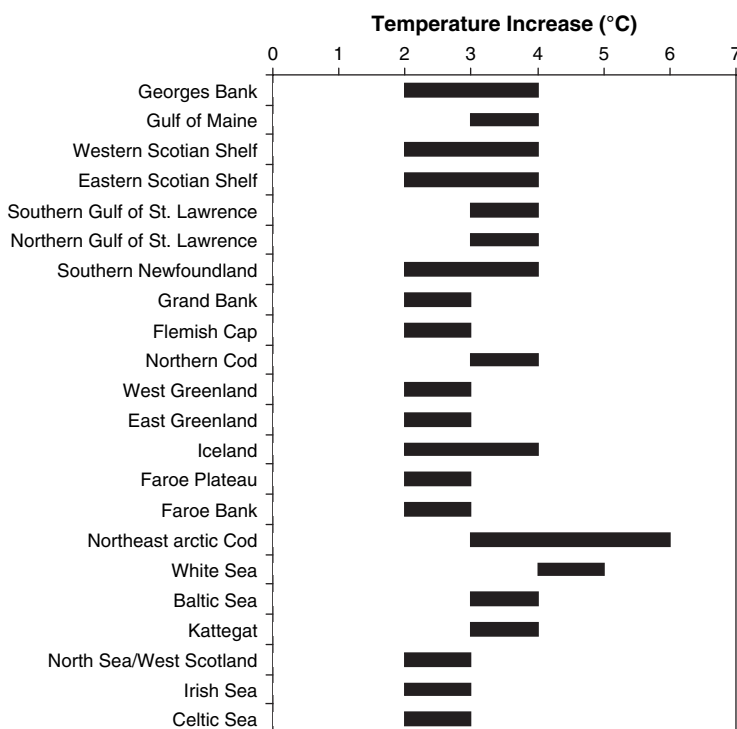 Temperature Increase (°C)
0 1 2 3 4 5 6 7
Georges Bank
Gulf of Maine
Western Scotian Shelf
Eastern Scotian Shelf
Southern Gulf of St. Lawrence
Northern Gulf of St. Lawrence
Southern Newfoundland
Grand Bank
Flemish Cap
Northern Cod
West Greenland
East Greenland
Iceland
Faroe Plateau
Faroe Bank
Northeast arctic Cod
White Sea
Baltic Sea
Kattegat
North Sea/West Scotland
Irish Sea
Celtic Sea